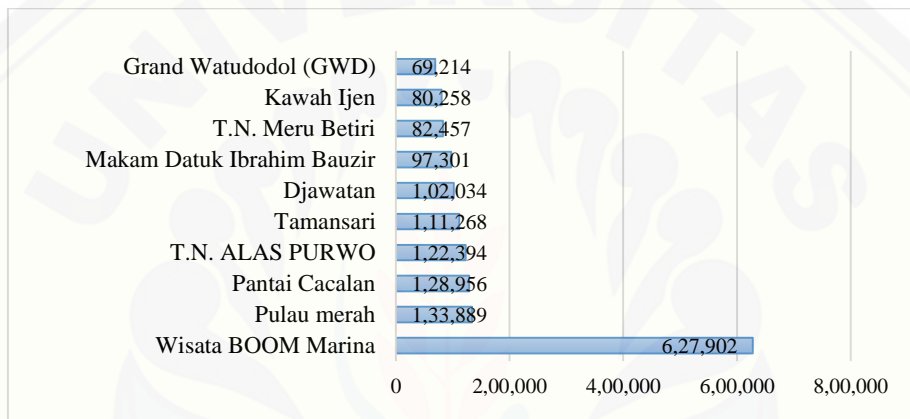 UNIVERSITAS
Grand Watudodol (GWD) 69,214
Kawah Ijen 80,258
T.N. Meru Betiri 82,457
Makam Datuk Ibrahim Bauzir 97,301
Djawatan 1,02,034
Tamansari 1,11,268
T.N. ALAS PURWO 1,22,394
Pantai Cacalan 1,28,956
Pulau merah 1,33,889
Wisata BOOM Marina 6,27,902
0 2,00,000 4,00,000 6,00,000 8,00,000